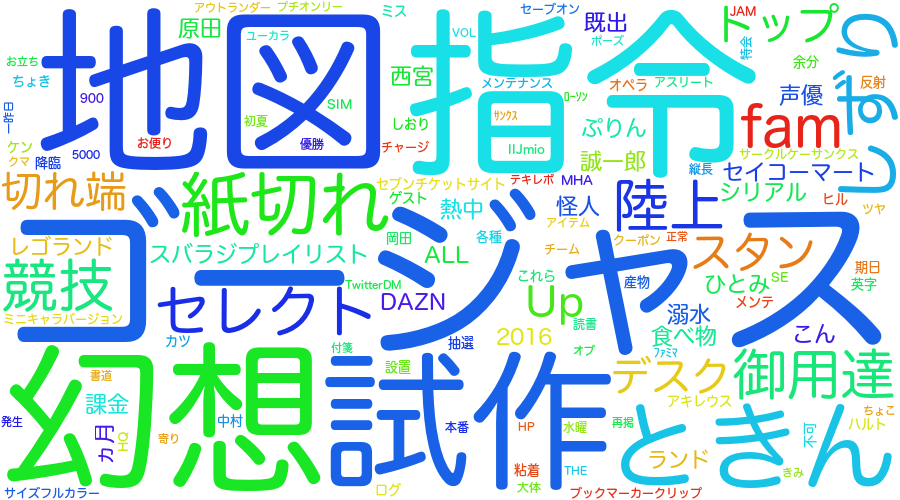 アウトランダー
プチオンリー
ミス
セーブオン
既出
JAM
トップ
しずり
原田
ユーカラ
VOL
ポーズ
特会
余分
お立ち
ちょき
地図
指令
西宮
メンテナンス
オペラ
アスリート
声優
反射
900
SIM
ローソン
一昨日
初夏
優勝
サンクス
しおり
ぷりん
fam
ケン
5000
お便り
チャージ
IIJmio
誠一郎
サークルケーサンクス
クマ
降臨
テキレポ
MHA
縦長
セイコーマート
切れ端
紙切れ
セブンチケットサイト
ゲスト
怪人
陸上
シリアル
ヒル
ツヤ
熱中
アイテム
レゴランド
スバラジプレイリスト
岡田
各種
チーム
クーポン
正常
スタン
ゴージャス
ALL
競技
TwitterDM
これら
産物
ひとみ
SE
期日
英字
セレクト
DAZN
Up
メンテ
ミニキャラバージョン
溺水
こん
カツ
付箋
抽選
2016
読書
食べ物
オブ
ファミマ
幻想
試作
設置
デスク
御用達
書道
課金
アキレウス
ちょこ
発生
カ月
HQ
中村
本番
HP
水曜
再掲
ときん
不可
ハルト
寄り
粘着
THE
ランド
きみ
サイズフルカラー
ログ
大体
ブックマーカークリップ